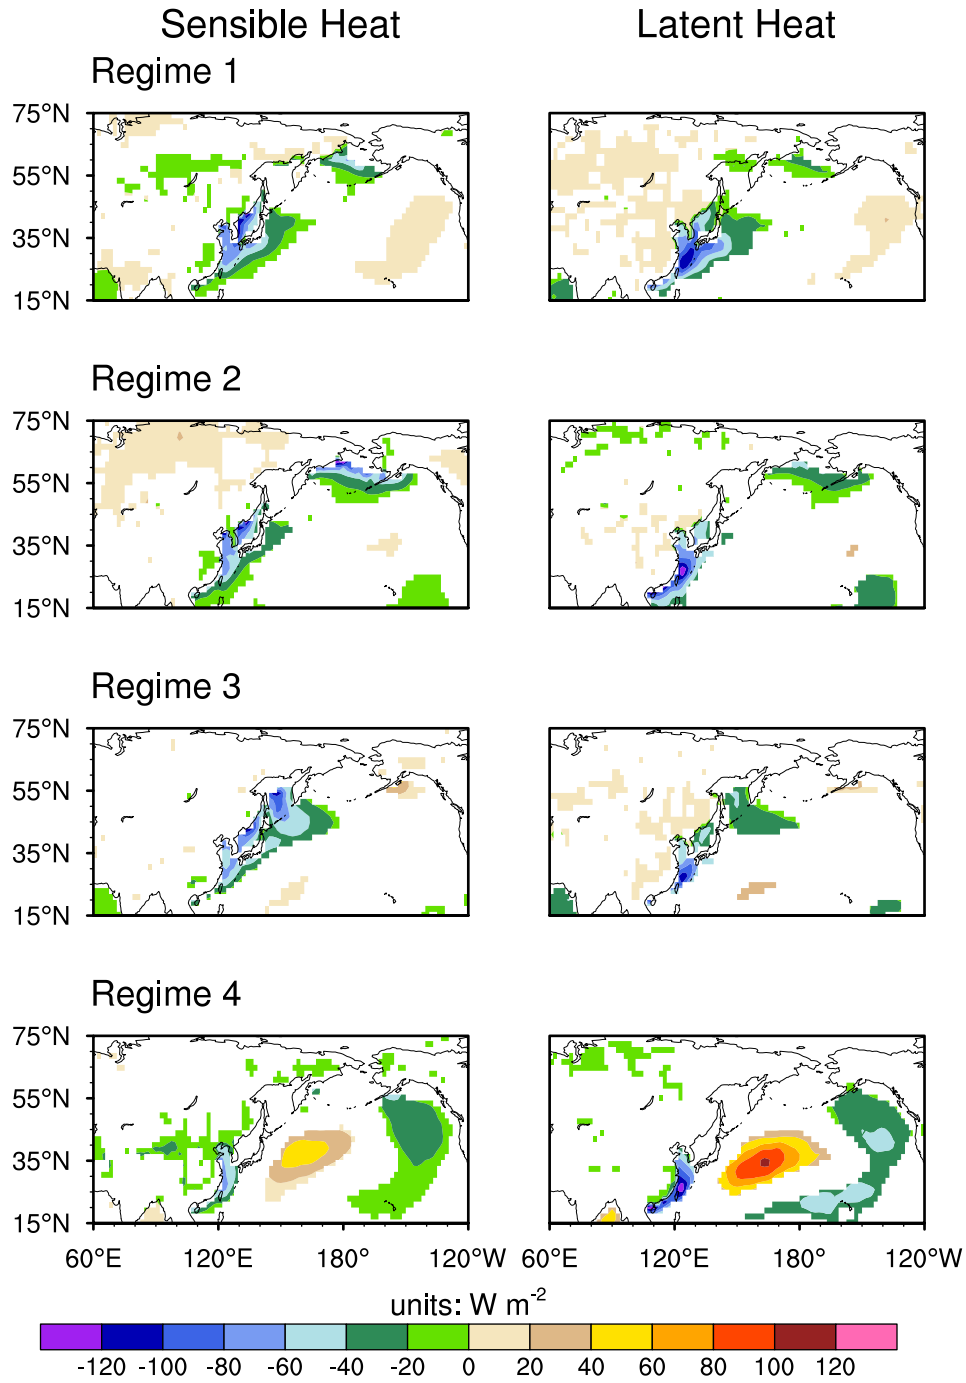 Sensible Heat Latent Heat
Regime 1
75°N
55°N
35°N
15°N
Regime 2
75°N
55°N
35°N
15°N
Regime 3
75°N
55°N
35°N
15°N
Regime 4
75°N
55°N
35°N
15°N
60°E 120°E 180° 120°W 60°E 120°E 180° 120°W
units: W m-2
-120 -100 -80 -60 -40 -20 0 20 40 60 80 100 120